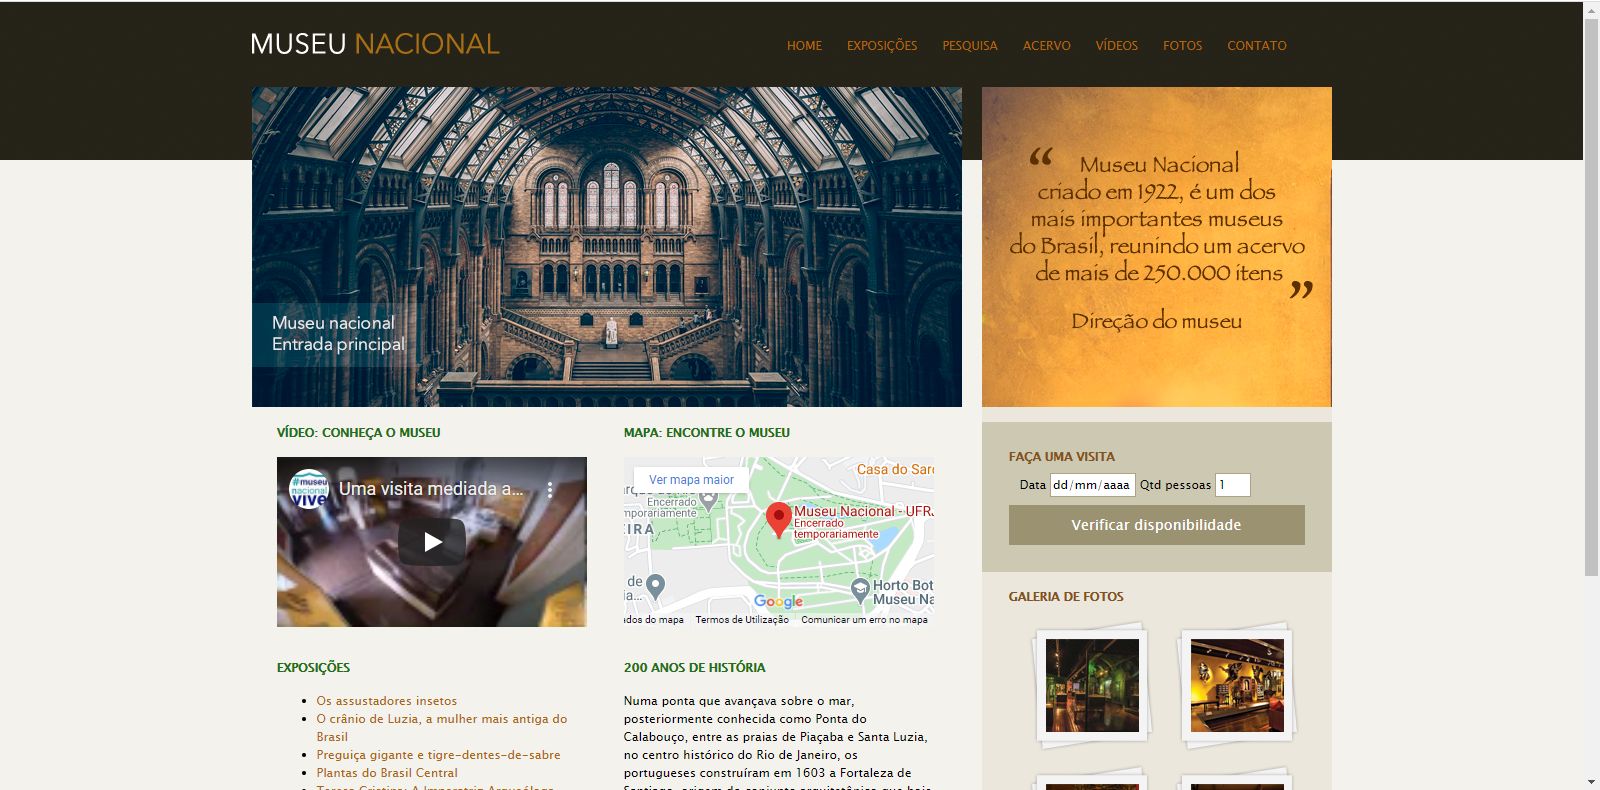 MUSEU NACIONAL
HOME EXPOSIÇÕES PESQUISA ACERVO VÍDEOS FOTOS CONTATO
Museu nacional
Entrada principal
“ Museu Nacional
criado em 1922, é um dos
mais importantes museus
do Brasil, reunindo um acervo
de mais de 250.000 itens ”
Direção do museu
VÍDEO: CONHEÇA O MUSEU
#museu
nacional
vive
Uma visita mediada a...
MAPA: ENCONTRE O MUSEU
Ver mapa maior
Casa do Sarc
Encerrado
temporariamente
EIRA
Museu Nacional - UFRJ
Encerrado
temporariamente
de
ia...
Horto Bot
Museu Na
Google
ados do mapa Termos de Utilização Comunicar um erro no mapa
FAÇA UMA VISITA
Data dd/mm/aaaa Qtd pessoas 1
Verificar disponibilidade
GALERIA DE FOTOS
EXPOSIÇÕES
Os assustadores insetos
O crânio de Luzia, a mulher mais antiga do
Brasil
Preguiça gigante e tigre-dentes-de-sabre
Plantas do Brasil Central
200 ANOS DE HISTÓRIA
Numa ponta que avançava sobre o mar,
posteriormente conhecida como Ponta do
Calabouço, entre as praias de Piaçaba e Santa Luzia,
no centro histórico do Rio de Janeiro, os
portugueses construíram em 1603 a Fortaleza de